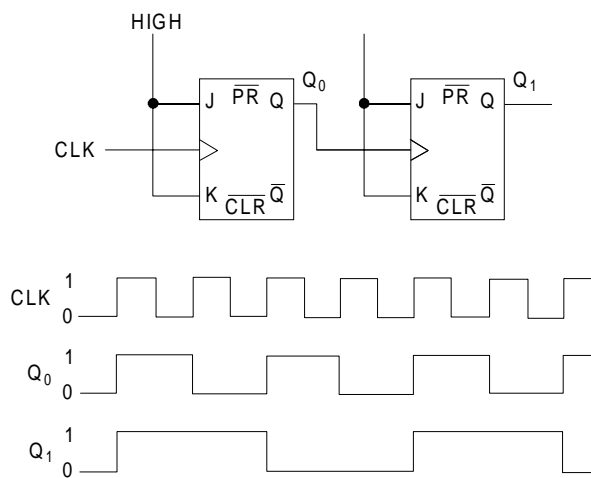 HIGH
J PR Q Q0 J PR Q Q1
CLK
K CLR Q K CLR Q
CLK 1
0
Q0 1
0
Q1 1
0